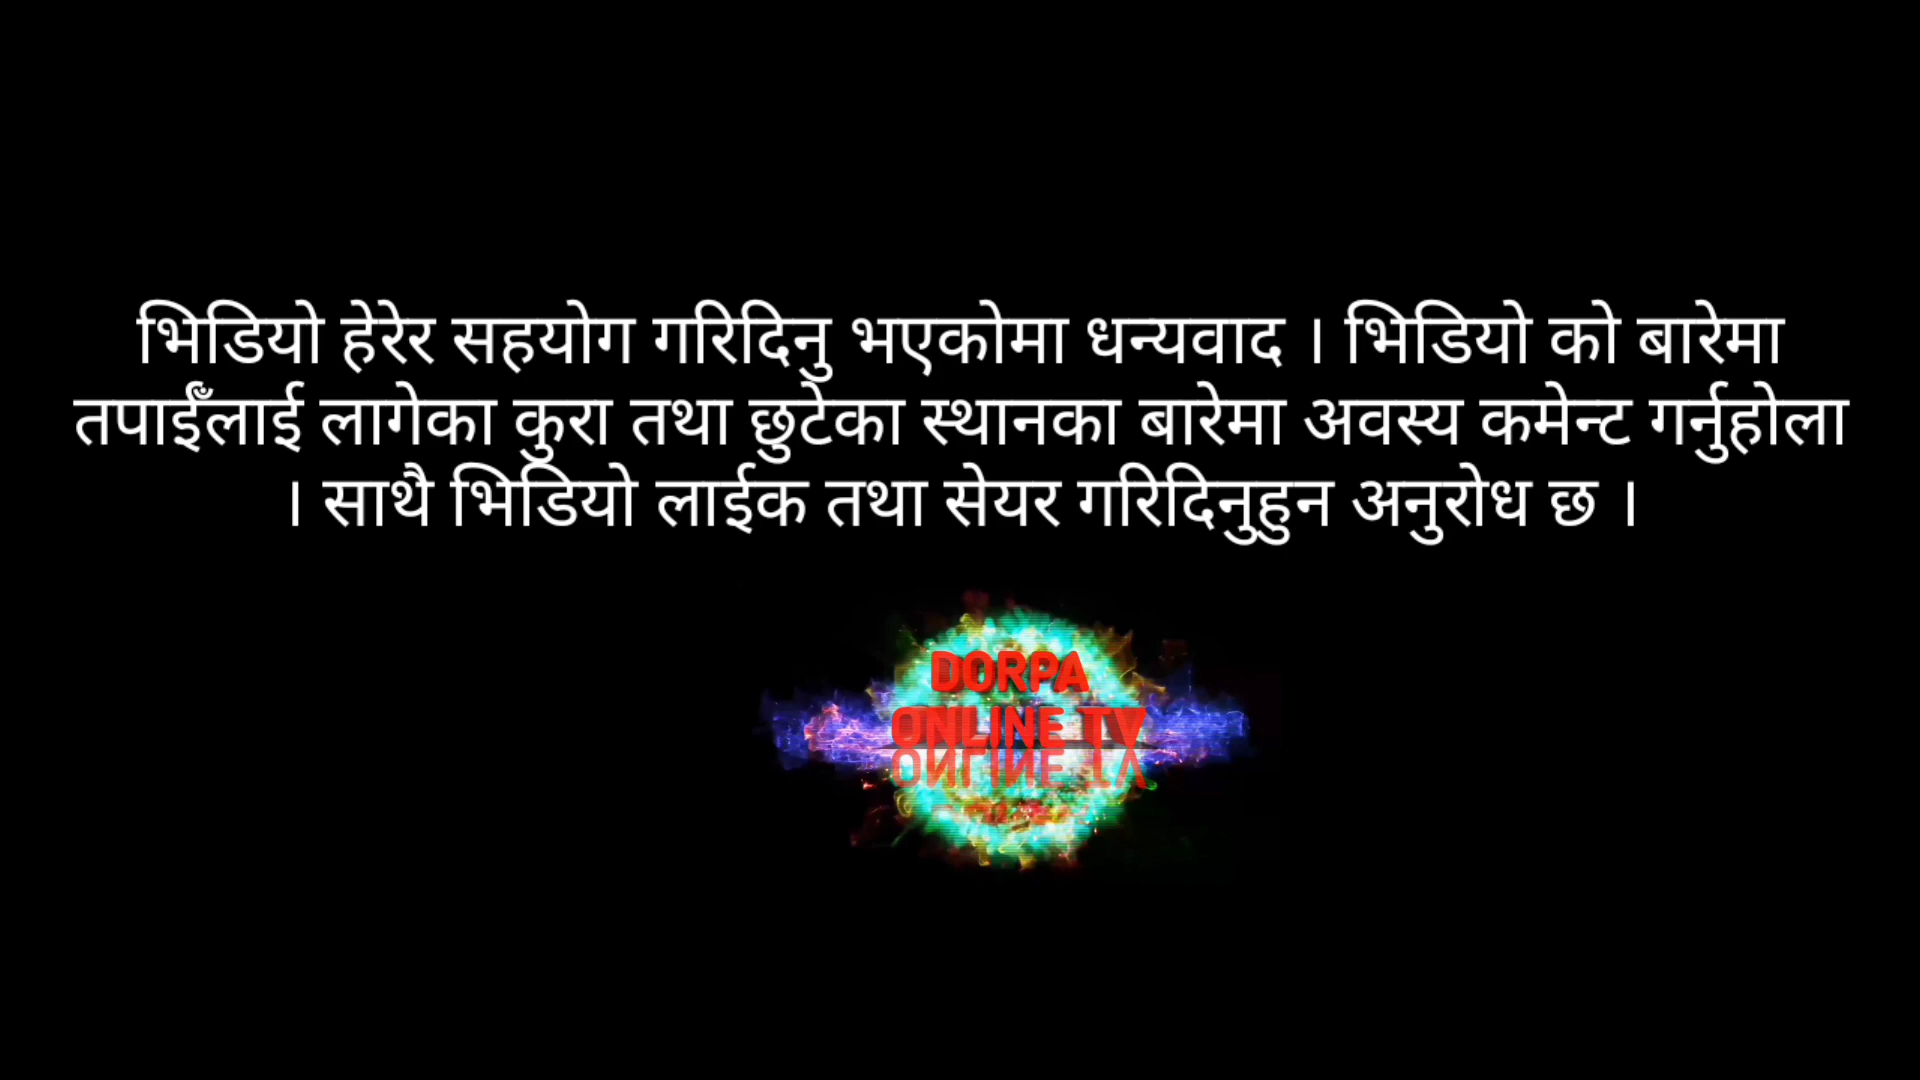 भिडियो हेरेर सहयोग गरिदिनु भएकोमा धन्यवाद । भिडियो को बारेमा
तपाईँलाई लागेका कुरा तथा छुटेका स्थानका बारेमा अवस्य कमेन्ट गर्नुहोला
। साथै भिडियो लाईक तथा सेयर गरिदिनुहुन अनुरोध छ ।
DORPA
ONLINE TV